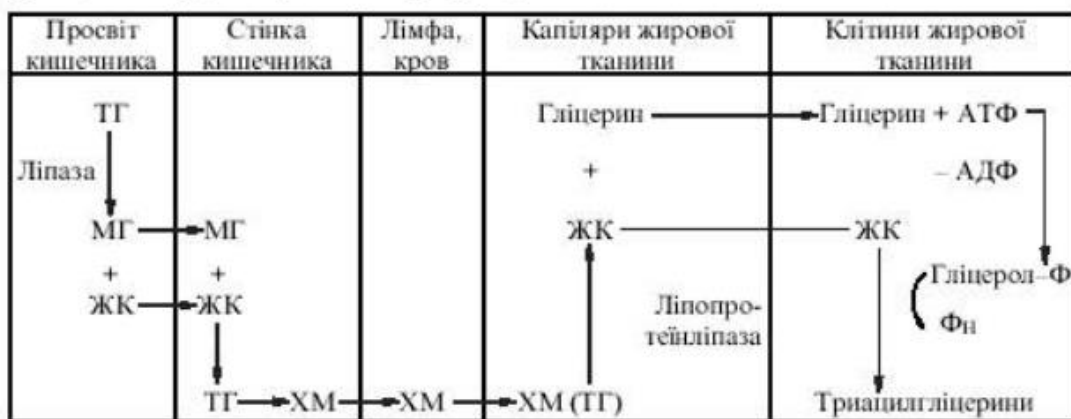 Просвіт кишечника
Стінка кишечника
Лімфа, кров
Капіляри жирової тканини
Клітини жирової тканини
ТГ
Гліцерин
Гліцерин + АТФ
Ліпаза
+
– АДФ
МГ
МГ
ЖК
ЖК
+
+
Гліцерол–Ф
ЖК
ЖК
Ліпопро-
теїнліпаза
Фн
ТГ
ХМ
ХМ
ХМ (ТГ)
Триацилгліцерини